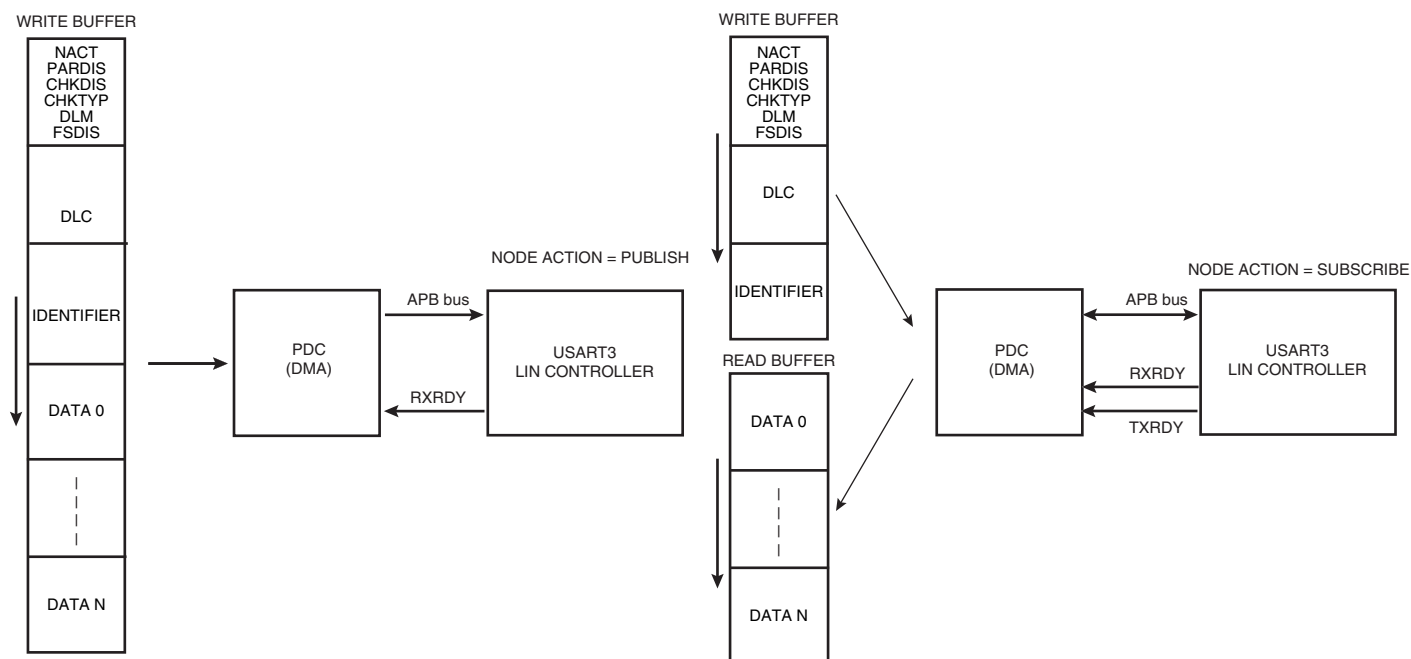 WRITE BUFFER
NACT
PARDIS
CHKDIS
CHKTYP
DLM
FSDIS
DLC
IDENTIFIER
DATA 0
DATA N
PDC
(DMA)
APB bus
RXRDY
NODE ACTION = PUBLISH
USART3
LIN CONTROLLER
WRITE BUFFER
NACT
PARDIS
CHKDIS
CHKTYP
DLM
FSDIS
DLC
IDENTIFIER
READ BUFFER
DATA 0
DATA N
PDC
(DMA)
APB bus
RXRDY
TXRDY
NODE ACTION = SUBSCRIBE
USART3
LIN CONTROLLER